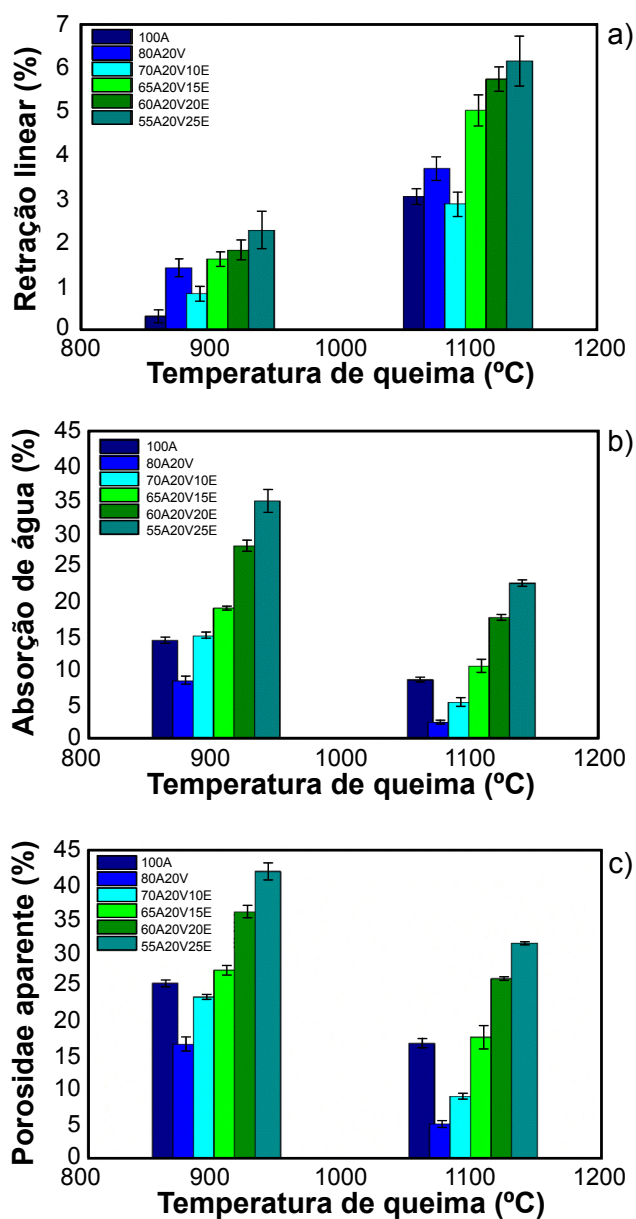 a)
Retração linear (%)
7
6
5
4
3
2
1
0
100A
80A20V
70A20V10E
65A20V15E
60A20V20E
55A20V25E
800 900 1000 1100 1200
Temperatura de queima (ºC)
b)
Absorção de água (%)
45
40
35
30
25
20
15
10
5
0
100A
80A20V
70A20V10E
65A20V15E
60A20V20E
55A20V25E
800 900 1000 1100 1200
Temperatura de queima (ºC)
c)
Porosidae aparente (%)
45
40
35
30
25
20
15
10
5
0
100A
80A20V
70A20V10E
65A20V15E
60A20V20E
55A20V25E
800 900 1000 1100 1200
Temperatura de queima (ºC)